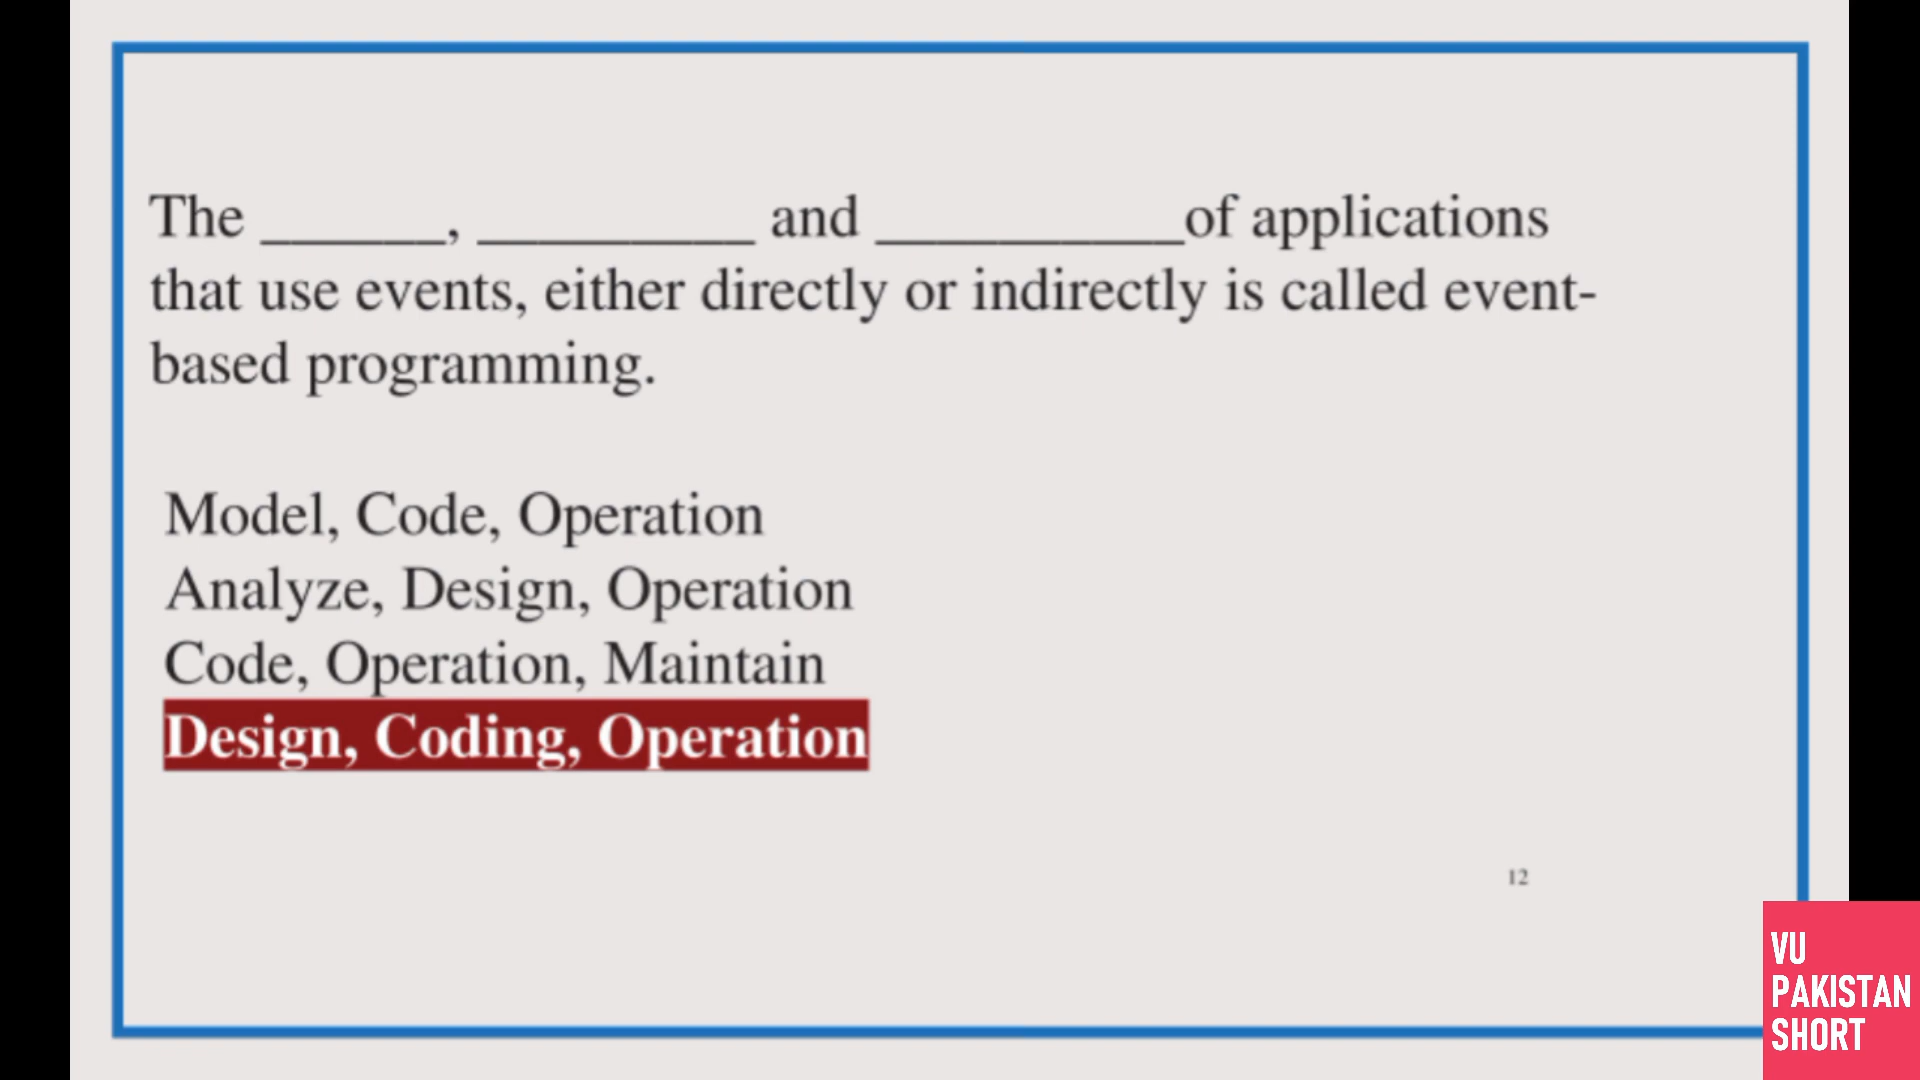 The ______, _________ and __________of applications
that use events, either directly or indirectly is called event-
based programming.
Model, Code, Operation
Analyze, Design, Operation
Code, Operation, Maintain
Design, Coding, Operation
12
VU
PAKISTAN
SHORT